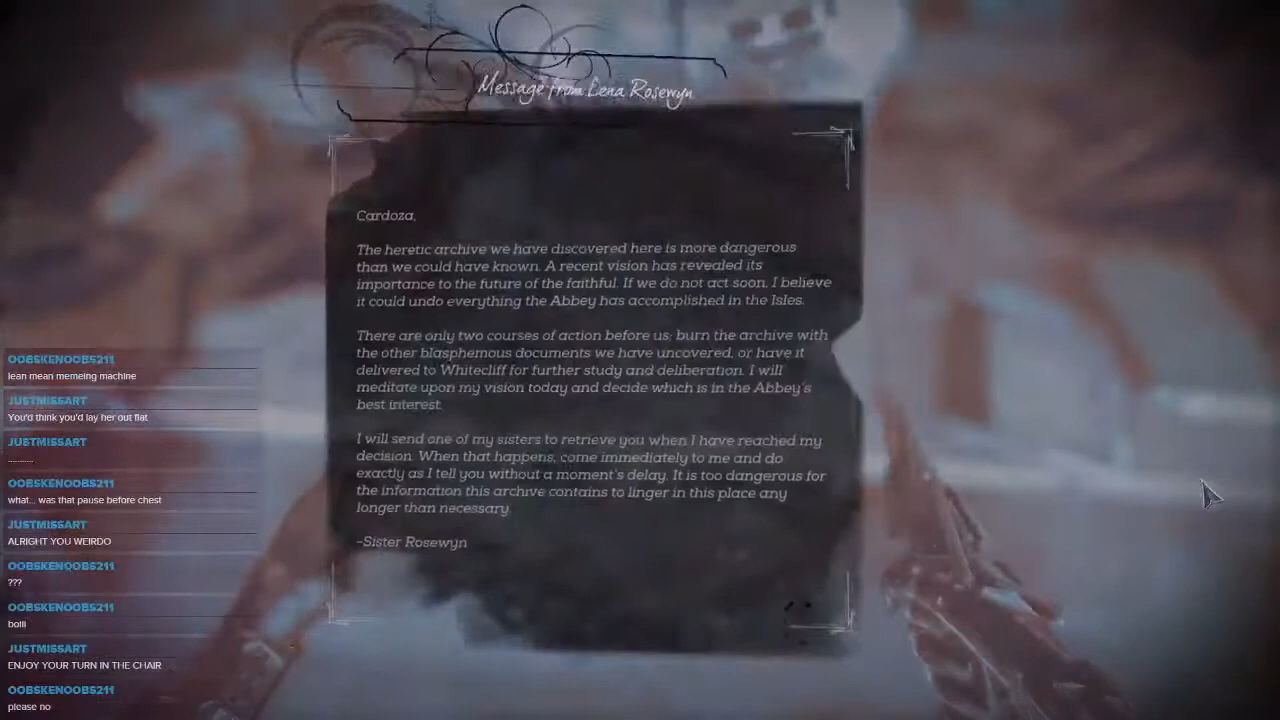 Message from Lena Rosewyn
Cardoza,
The heretic archive we have discovered here is more dangerous
than we could have known. A recent vision has revealed its
importance to the future of the faithful. If we do not act soon, I believe
it could undo everything the Abbey has accomplished in the Isles.
There are only two courses of action before us; burn the archive with
the other blasphemous documents we have uncovered, or have it
delivered to Whitecliff for further study and deliberation. I will
meditate upon my vision today and decide which is in the Abbey's
best interest.
I will send one of my sisters to retrieve you when I have reached my
decision. When that happens, come immediately to me and do
exactly as I tell you without a moment's delay. It is too dangerous for
the information this archive contains to linger in this place any
longer than necessary.
-Sister Rosewyn
OOBSKENOOBS211
lean mean memeing machine
JUSTMISSART
You'd think you'd lay her out flat
JUSTMISSART
...........
OOBSKENOOBS211
what... was that pause before chest
JUSTMISSART
ALRIGHT YOU WEIRDO
OOBSKENOOBS211
???
OOBSKENOOBS211
boiii
JUSTMISSART
ENJOY YOUR TURN IN THE CHAIR
OOBSKENOOBS211
please no